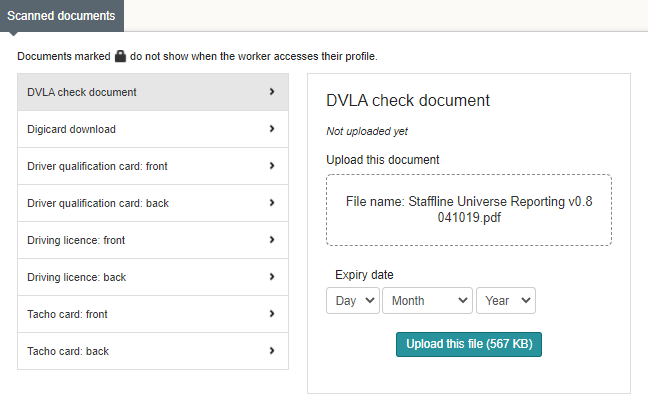 Scanned documents
Documents marked do not show when the worker accesses their profile.
DVLA check document
Digicard download
Driver qualification card: front
Driver qualification card: back
Driving licence: front
Driving licence: back
Tacho card: front
Tacho card: back
DVLA check document
Not uploaded yet
Upload this document
File name: Staffline Universe Reporting v0.8
041019.pdf
Expiry date
Day Month Year
Upload this file (567 KB)